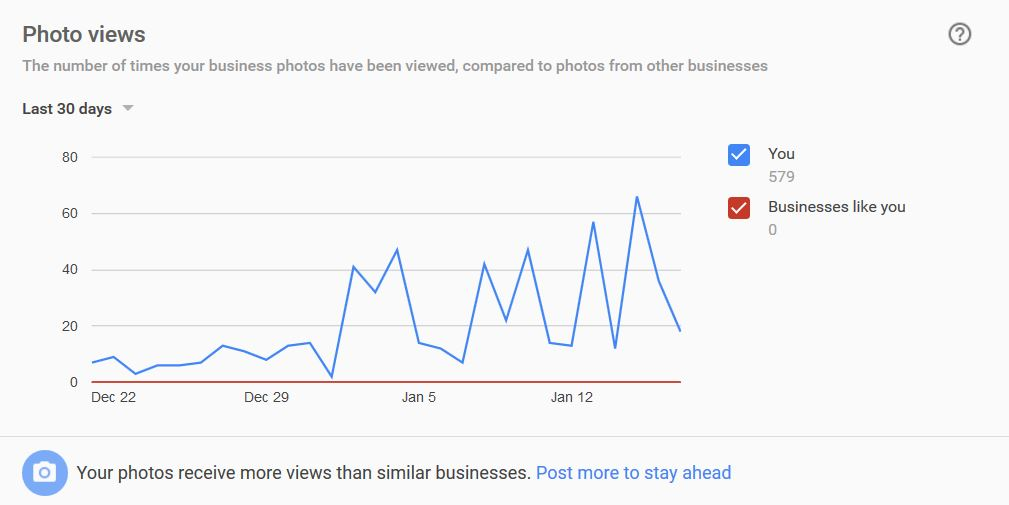 Photo views
The number of times your business photos have been viewed, compared to photos from other businesses
Last 30 days
80
60
40
20
0
Dec 22 Dec 29 Jan 5 Jan 12
You
579
Businesses like you
0
Your photos receive more views than similar businesses. Post more to stay ahead